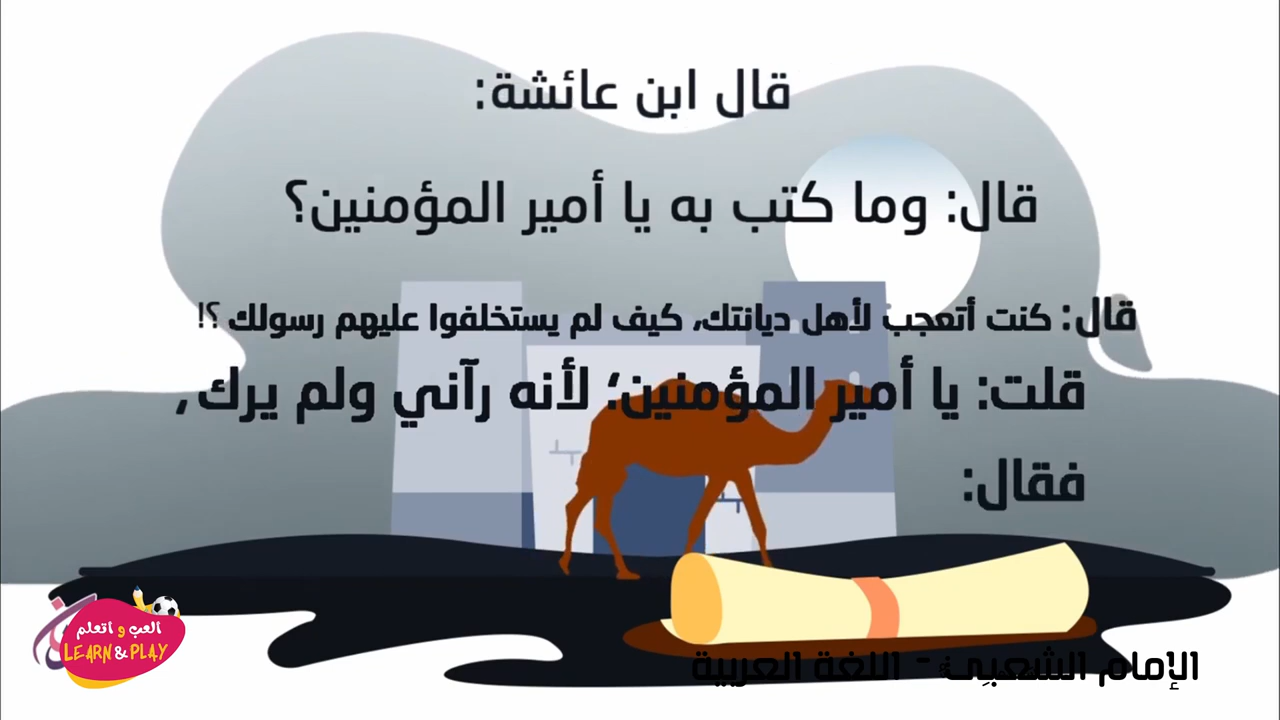 قال ابن عائشة:
قال: وما كتب به يا أمير المؤمنين؟
قال: كنت أتعجب لأهل ديانتك، كيف لم يستخلفوا عليهم رسولك ؟!
قلت: يا أمير المؤمنين؛ لأنه رآني ولم يرك,
فقال:
العب و اتعلم
LEARN & PLAY
الإمام الشعبي - اللغة العربية